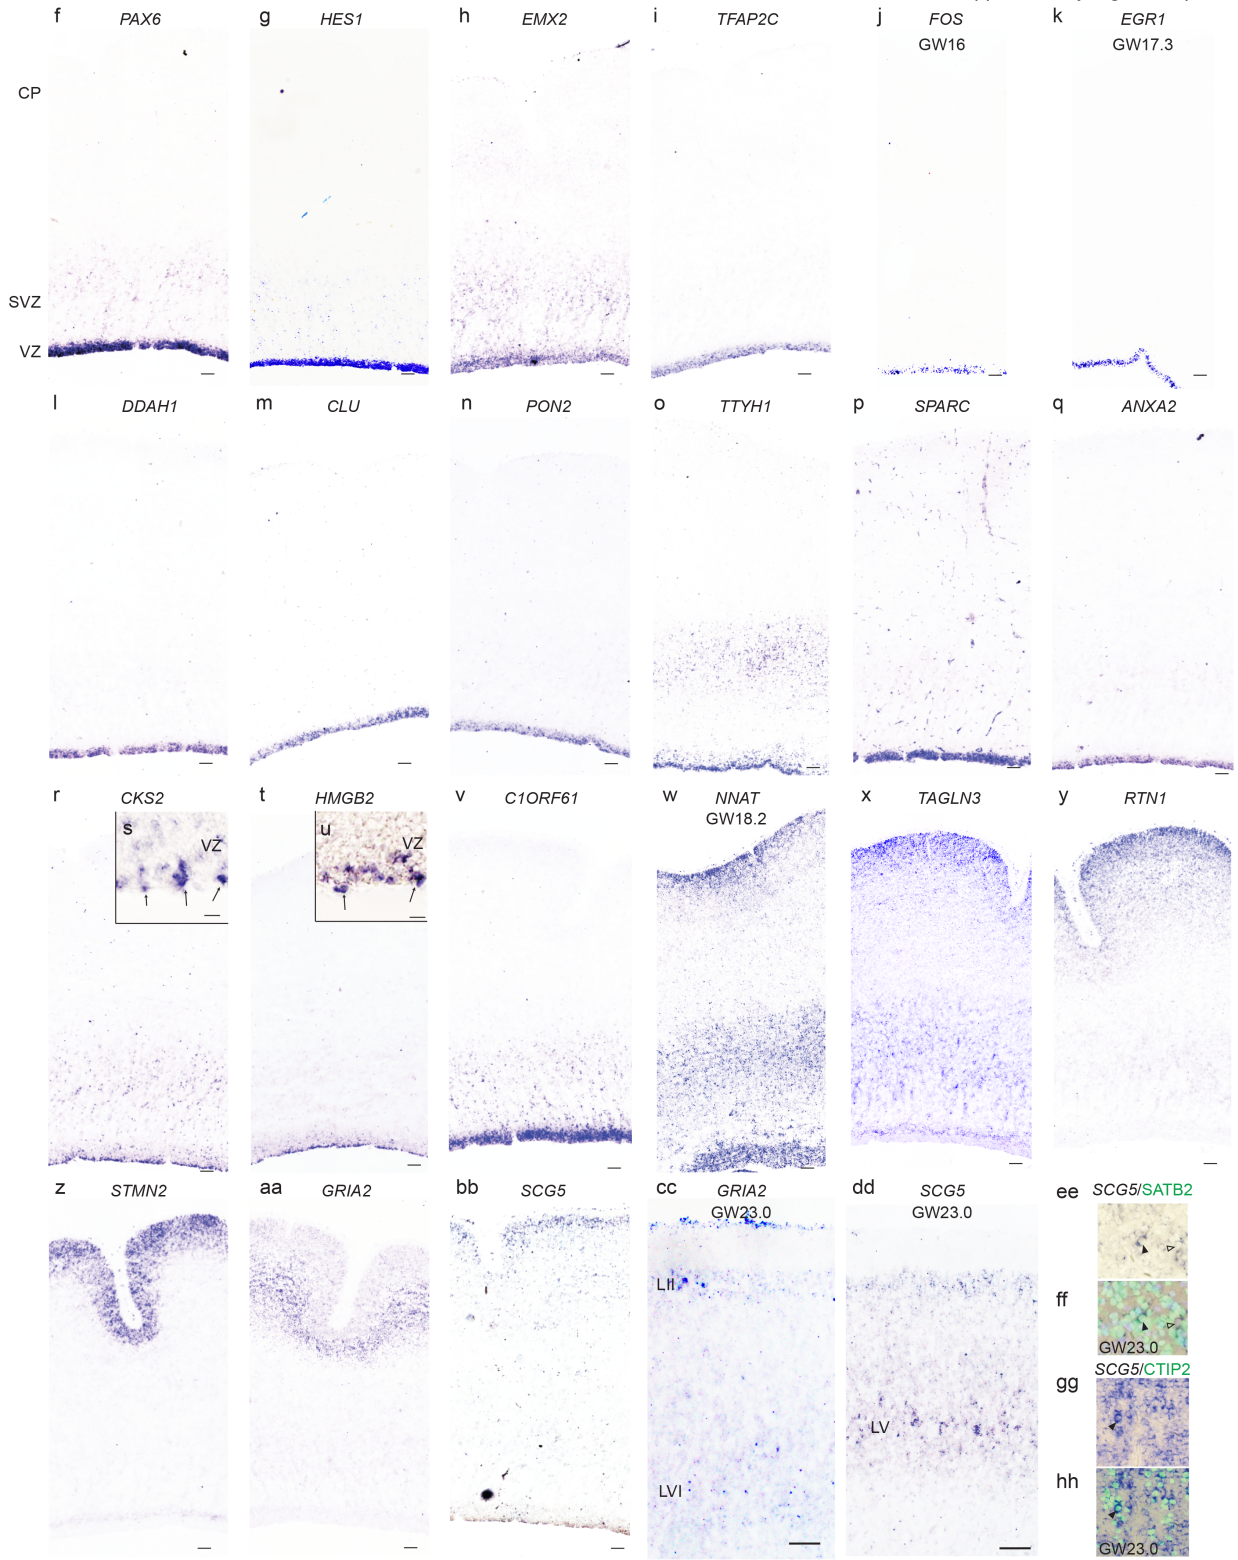 f PAX6 g HES1 h EMX2 i TFAP2C j FOS k EGR1
GW16 GW17.3
CP
SVZ
VZ
l DDAH1 m CLU n PON2 o TTYH1 p SPARC q ANXA2
r CKS2 t HMGB2 v C1ORF61 w NNAT x TAGLN3 y RTN1
GW18.2
s VZ u VZ
z STMN2 aa GRIA2 bb SCG5 cc GRIA2 dd SCG5 ee SCG5/SATB2
GW23.0 GW23.0
LII
ff
GW23.0
SCG5/CTIP2
gg
LV
hh
LVI
GW23.0